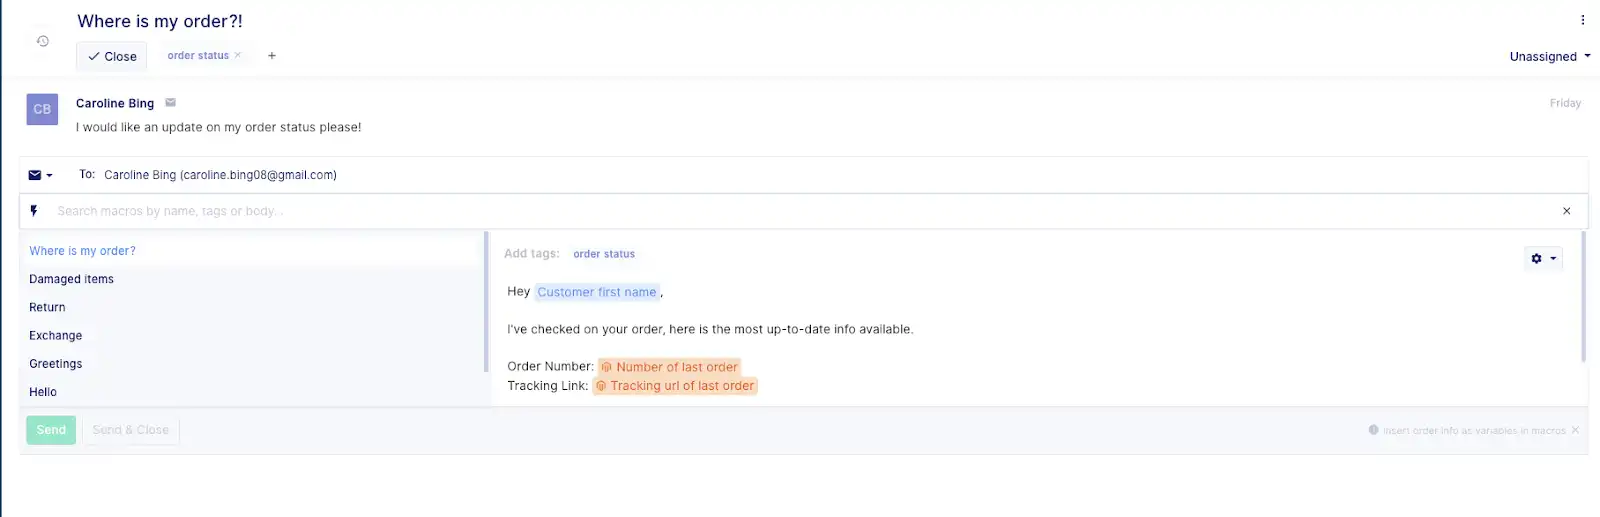 Where is my order?!
Close order status × +
Unassigned
CB Caroline Bing Friday
I would like an update on my order status please!
To: Caroline Bing (caroline.bing08@gmail.com)
Search macros by name, tags or body...
Where is my order?
Damaged items
Return
Exchange
Greetings
Hello
Add tags: order status
Hey Customer first name,
I've checked on your order, here is the most up-to-date info available.
Order Number: Number of last order
Tracking Link: Tracking url of last order
Send Send & Close Insert order info as variables in macros ×